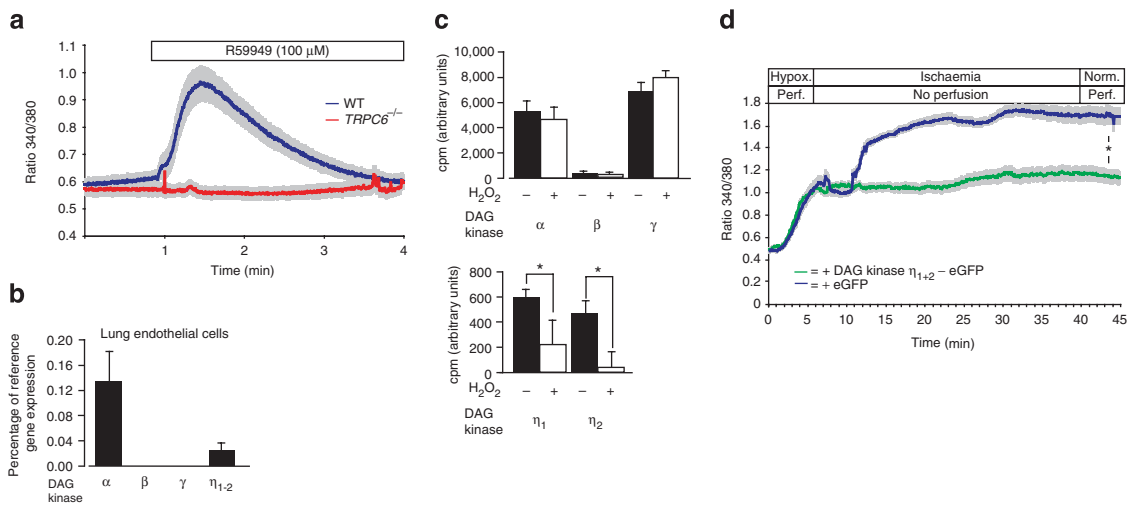 a
R59949 (100 μM)
1.1
1.0
0.9
0.8
0.7
0.6
0.5
0.4
Ratio 340/380
WT
TRPC6–/–
1 2 3 4
Time (min)
b
Lung endothelial cells
Percentage of reference
gene expression
0.20
0.16
0.12
0.08
0.04
0.00
DAG
kinase
α β γ η1-2
c
cpm (arbitrary units)
10,000
8,000
6,000
4,000
2,000
0
H2O2 – + – + – +
DAG
kinase
α β γ
cpm (arbitrary units)
800
600
400
200
0
* *
H2O2 – + – +
DAG
kinase
η1 η2
d
Hypox. Ischaemia Norm.
Perf. No perfusion Perf.
1.8
1.6
1.4
1.2
1.0
0.8
0.6
0.4
0.2
0
Ratio 340/380
*
= + DAG kinase η1+2 – eGFP
= + eGFP
0 5 10 15 20 25 30 35 40 45
Time (min)